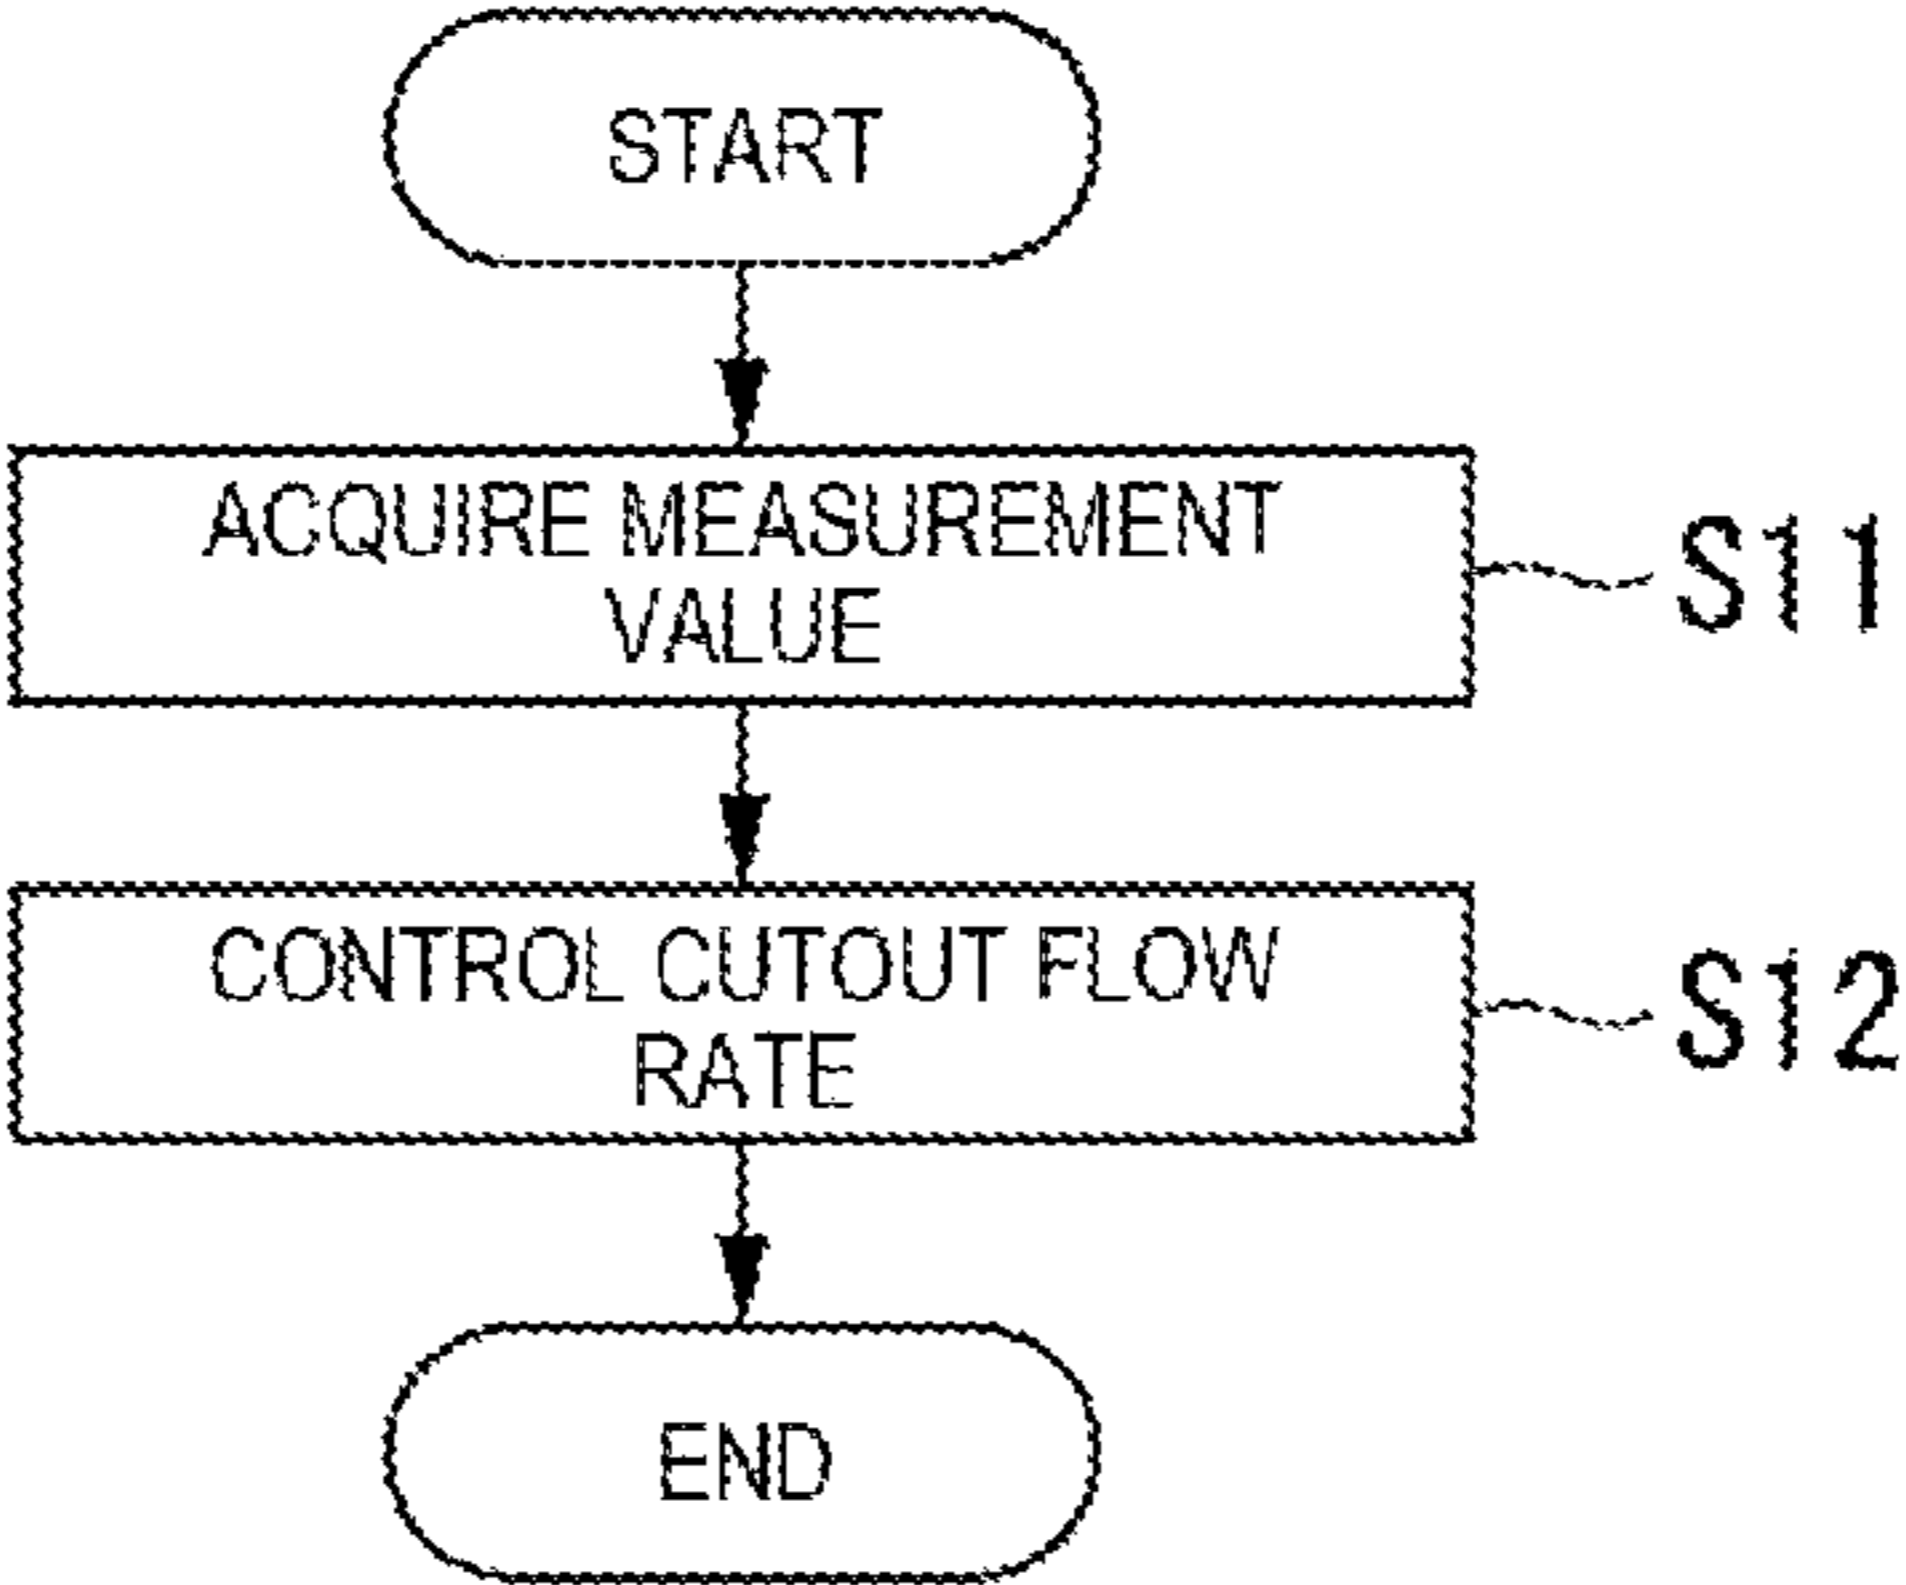 START
ACQUIRE MEASUREMENT
VALUE
S11
CONTROL CUTOUT FLOW
RATE
S12
END